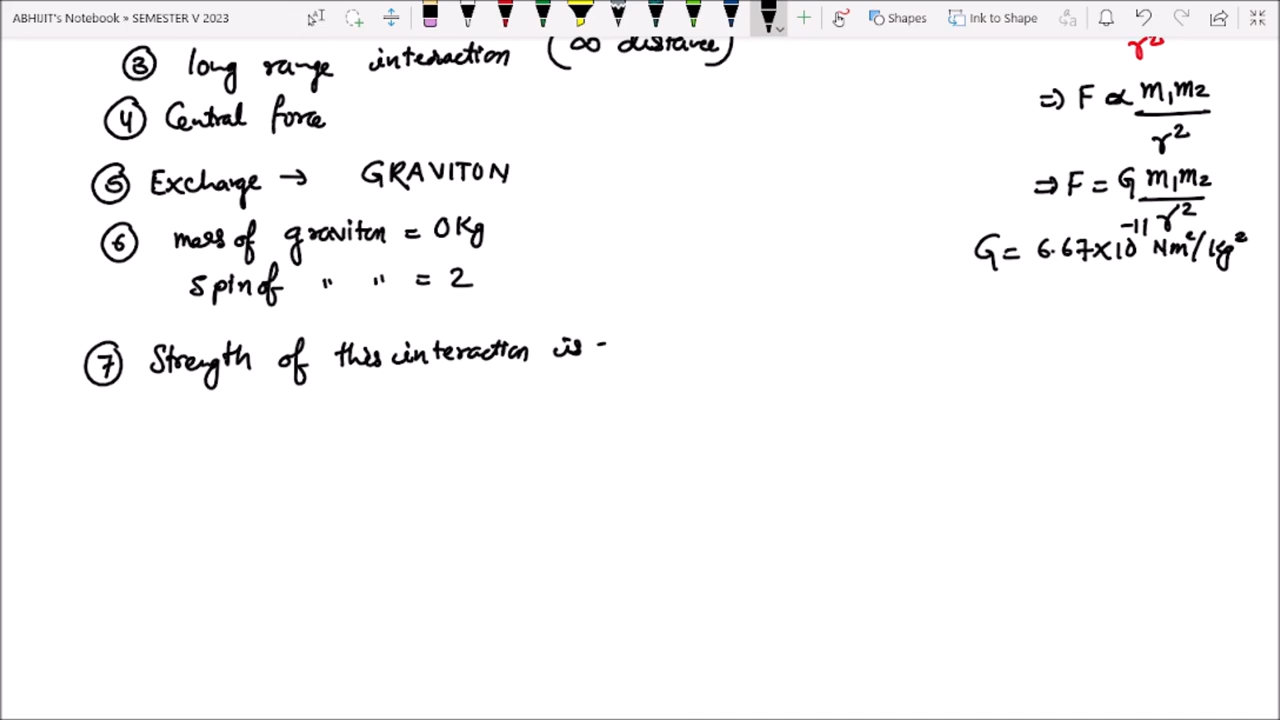 ABHIJIT's Notebook » SEMESTER V 2023
Shapes
Ink to Shape
③ long range interaction (∞ distance)
④ Central force
⑤ Exchange → GRAVITON
⑥ mass of graviton = 0 Kg
spin of " " = 2
⑦ Strength of this interaction is -
r²
⇒ F ∝ m₁m₂/r²
⇒ F = G m₁m₂/r²
G = 6.67×10⁻¹¹ Nm²/Kg²